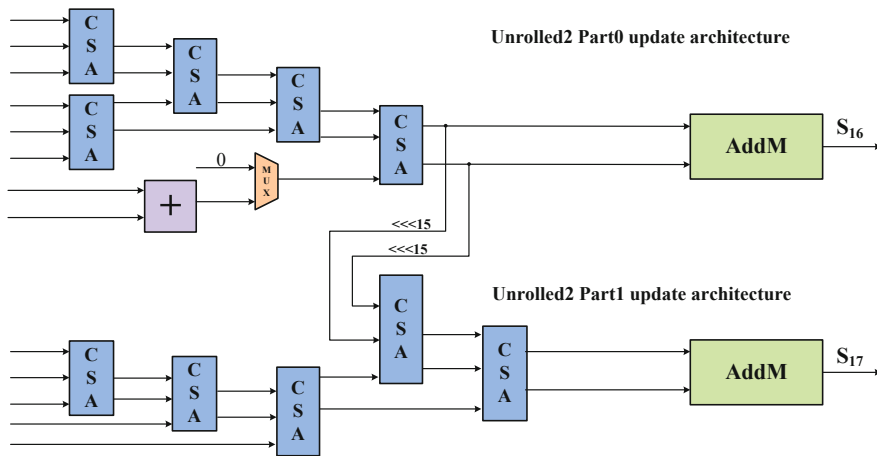 Unrolled2 Part0 update architecture
C S A
C S A
C S A
C S A
C S A
0
M U X
+
AddM
S16
<<<15
<<<15
Unrolled2 Part1 update architecture
C S A
C S A
C S A
C S A
C S A
AddM
S17